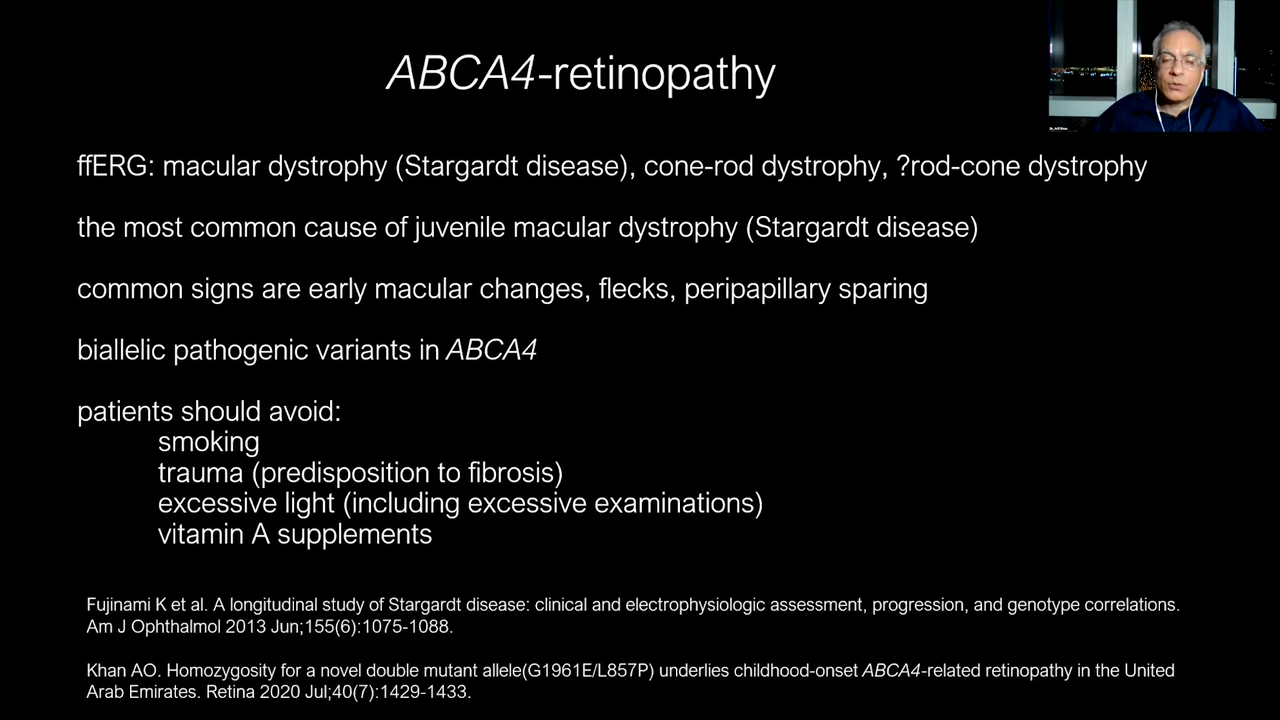 ABCA4-retinopathy
ffERG: macular dystrophy (Stargardt disease), cone-rod dystrophy, ?rod-cone dystrophy
the most common cause of juvenile macular dystrophy (Stargardt disease)
common signs are early macular changes, flecks, peripapillary sparing
biallelic pathogenic variants in ABCA4
patients should avoid:
smoking
trauma (predisposition to fibrosis)
excessive light (including excessive examinations)
vitamin A supplements
Fujinami K et al. A longitudinal study of Stargardt disease: clinical and electrophysiologic assessment, progression, and genotype correlations.
Am J Ophthalmol 2013 Jun;155(6):1075-1088.
Khan AO. Homozygosity for a novel double mutant allele(G1961E/L857P) underlies childhood-onset ABCA4-related retinopathy in the United
Arab Emirates. Retina 2020 Jul;40(7):1429-1433.